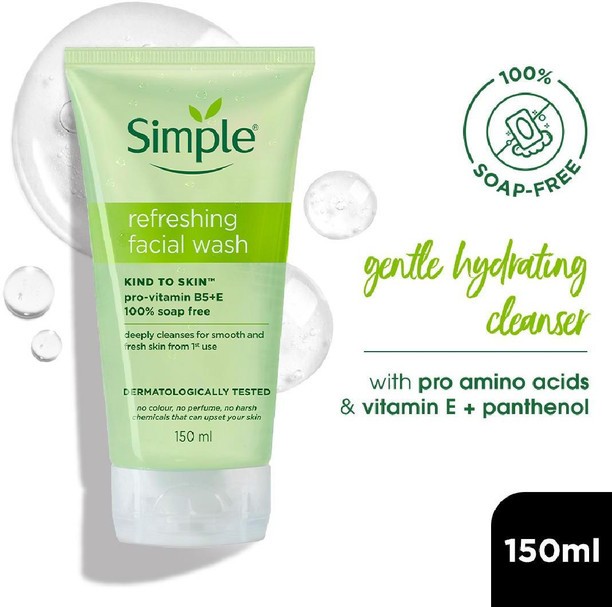 Simple®
refreshing
facial wash
KIND TO SKIN™
pro-vitamin B5+E
100% soap free
deeply cleanses for smooth and
fresh skin from 1st use
DERMATOLOGICALLY TESTED
no colour, no perfume, no harsh
chemicals that can upset your skin
150 ml
100%
SOAP-FREE
gentle hydrating
cleanser
with pro amino acids
& vitamin E + panthenol
150ml